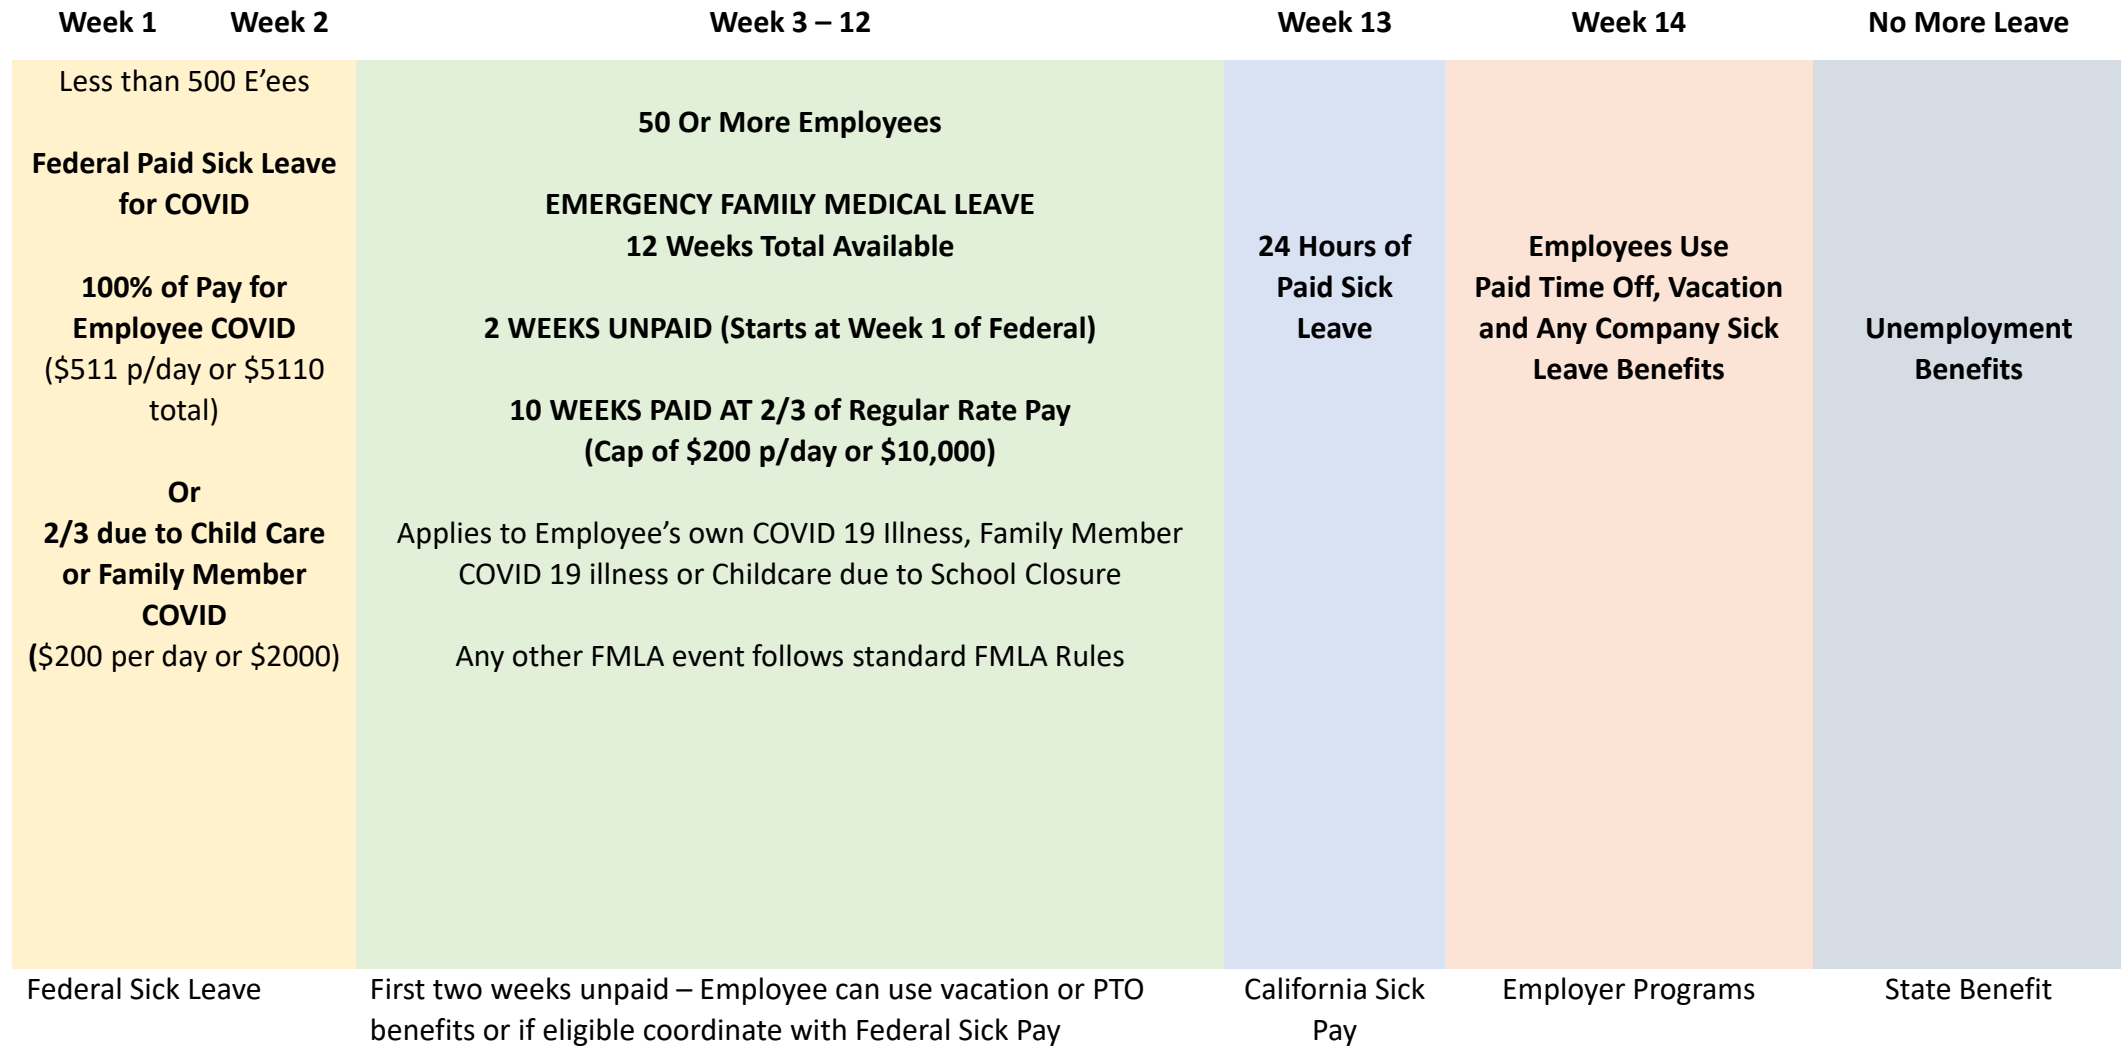 Week 1 Week 2 Week 3 – 12 Week 13 Week 14 No More Leave
Less than 500 E’ees
Federal Paid Sick Leave
for COVID
100% of Pay for
Employee COVID
($511 p/day or $5110
total)
Or
2/3 due to Child Care
or Family Member
COVID
($200 per day or $2000)
50 Or More Employees
EMERGENCY FAMILY MEDICAL LEAVE
12 Weeks Total Available
2 WEEKS UNPAID (Starts at Week 1 of Federal)
10 WEEKS PAID AT 2/3 of Regular Rate Pay
(Cap of $200 p/day or $10,000)
Applies to Employee’s own COVID 19 Illness, Family Member
COVID 19 illness or Childcare due to School Closure
Any other FMLA event follows standard FMLA Rules
24 Hours of
Paid Sick
Leave
Employees Use
Paid Time Off, Vacation
and Any Company Sick
Leave Benefits
Unemployment
Benefits
Federal Sick Leave
First two weeks unpaid – Employee can use vacation or PTO
benefits or if eligible coordinate with Federal Sick Pay
California Sick
Pay
Employer Programs
State Benefit